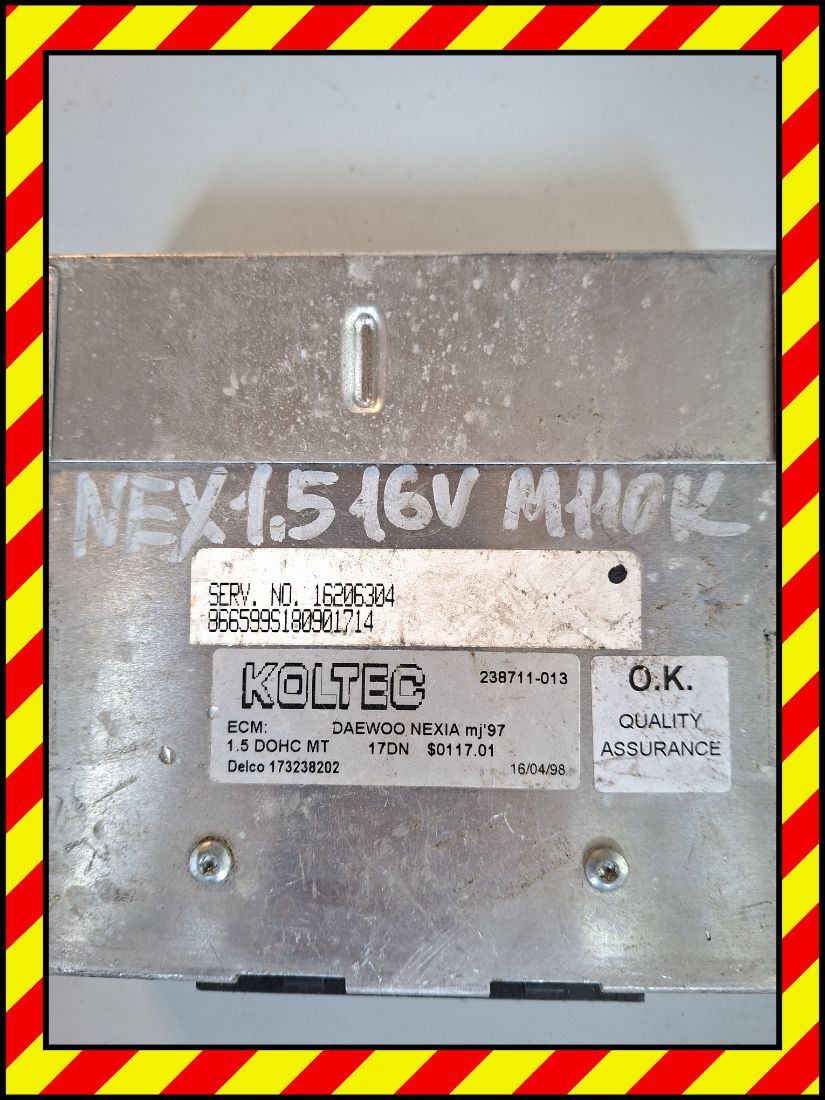 NEX 1.5 16V M110K
SERV. NO. 16206304
866599S180901714
KOLTEC 238711-013
ECM: DAEWOO NEXIA mj'97
1.5 DOHC MT 17DN $0117.01
Delco 173238202 16/04/98
O.K.
QUALITY
ASSURANCE